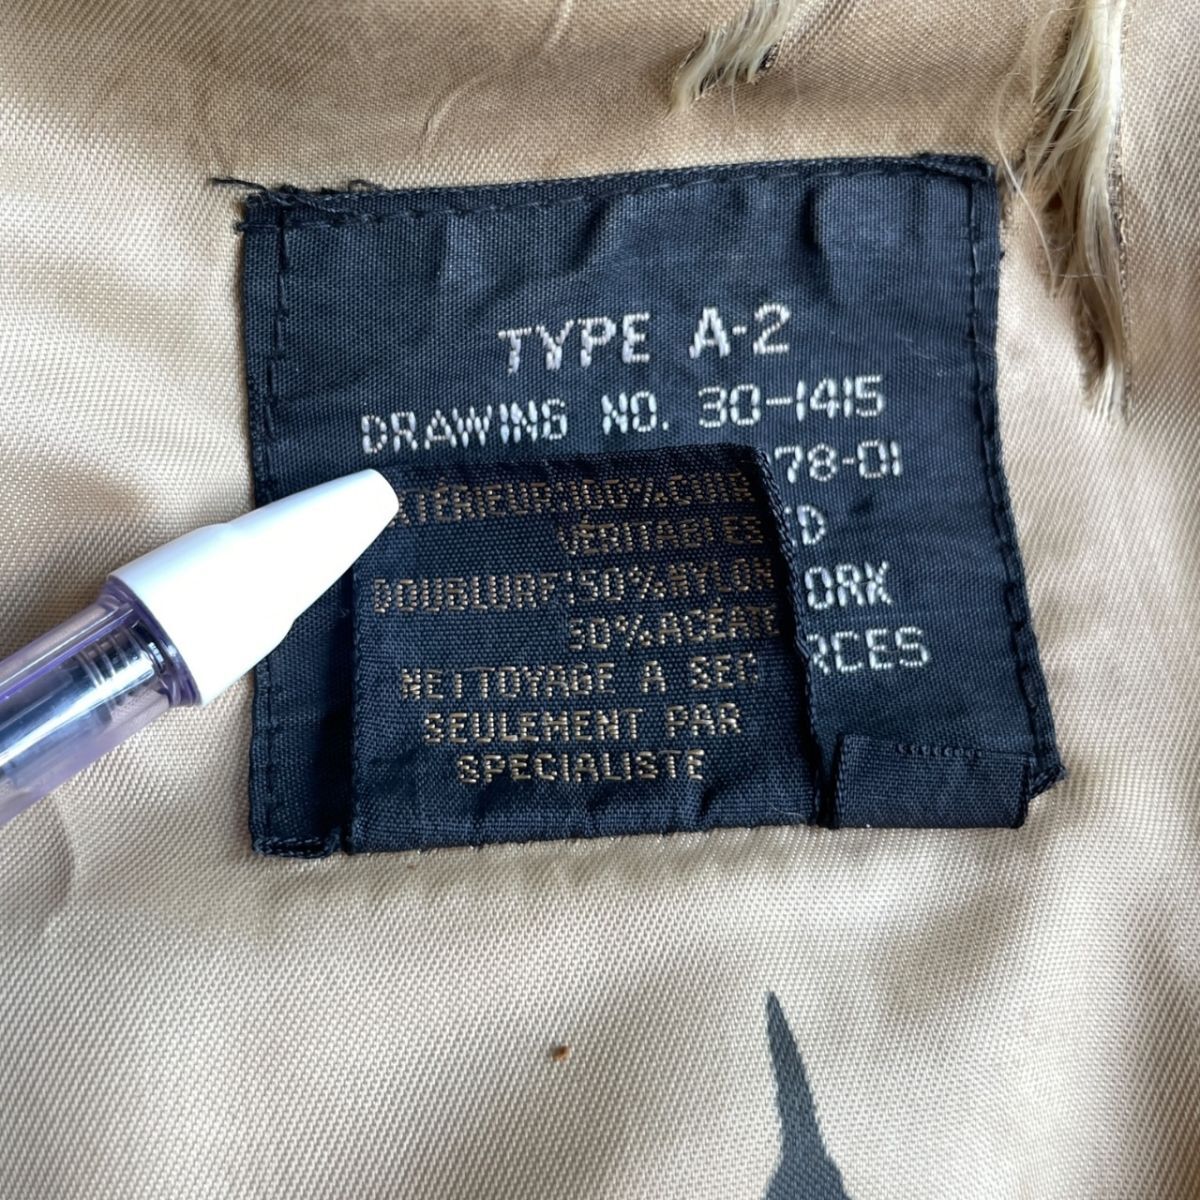 TYPE A-2
DRAWING NO. 30-1415
78-01
ORK
RCES
EXTÉRIEUR:100%CUIR
VÉRITABLES
DOUBLURE:50%NYLON
50%ACÉATE
NETTOYAGE A SEC
SEULEMENT PAR
SPECIALISTE